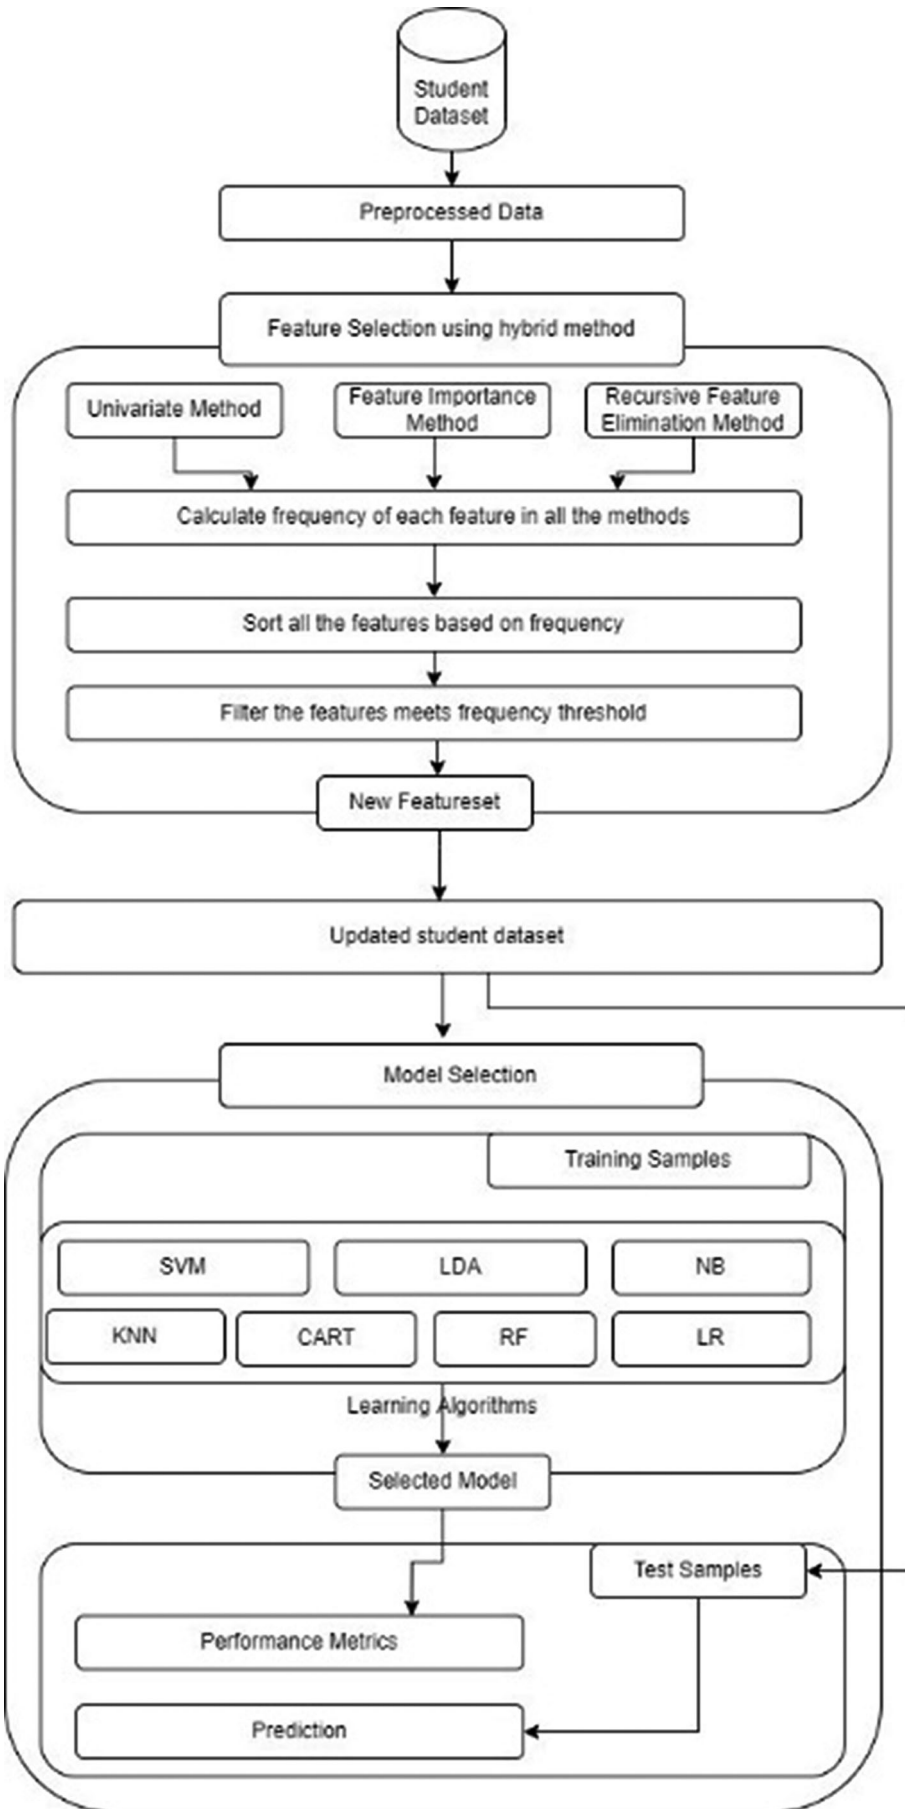 Student
Dataset
Preprocessed Data
Feature Selection using hybrid method
Univariate Method
Feature Importance
Method
Recursive Feature
Elimination Method
Calculate frequency of each feature in all the methods
Sort all the features based on frequency
Filter the features meets frequency threshold
New Featureset
Updated student dataset
Model Selection
Training Samples
SVM
LDA
NB
KNN
CART
RF
LR
Learning Algorithms
Selected Model
Test Samples
Performance Metrics
Prediction